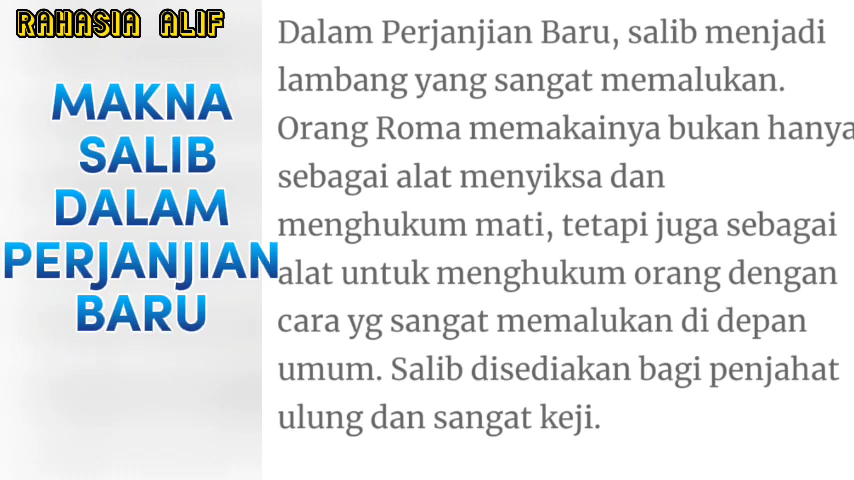 RAHASIA ALIF
MAKNA
SALIB
DALAM
PERJANJIAN
BARU
Dalam Perjanjian Baru, salib menjadi
lambang yang sangat memalukan.
Orang Roma memakainya bukan hanya
sebagai alat menyiksa dan
menghukum mati, tetapi juga sebagai
alat untuk menghukum orang dengan
cara yg sangat memalukan di depan
umum. Salib disediakan bagi penjahat
ulung dan sangat keji.